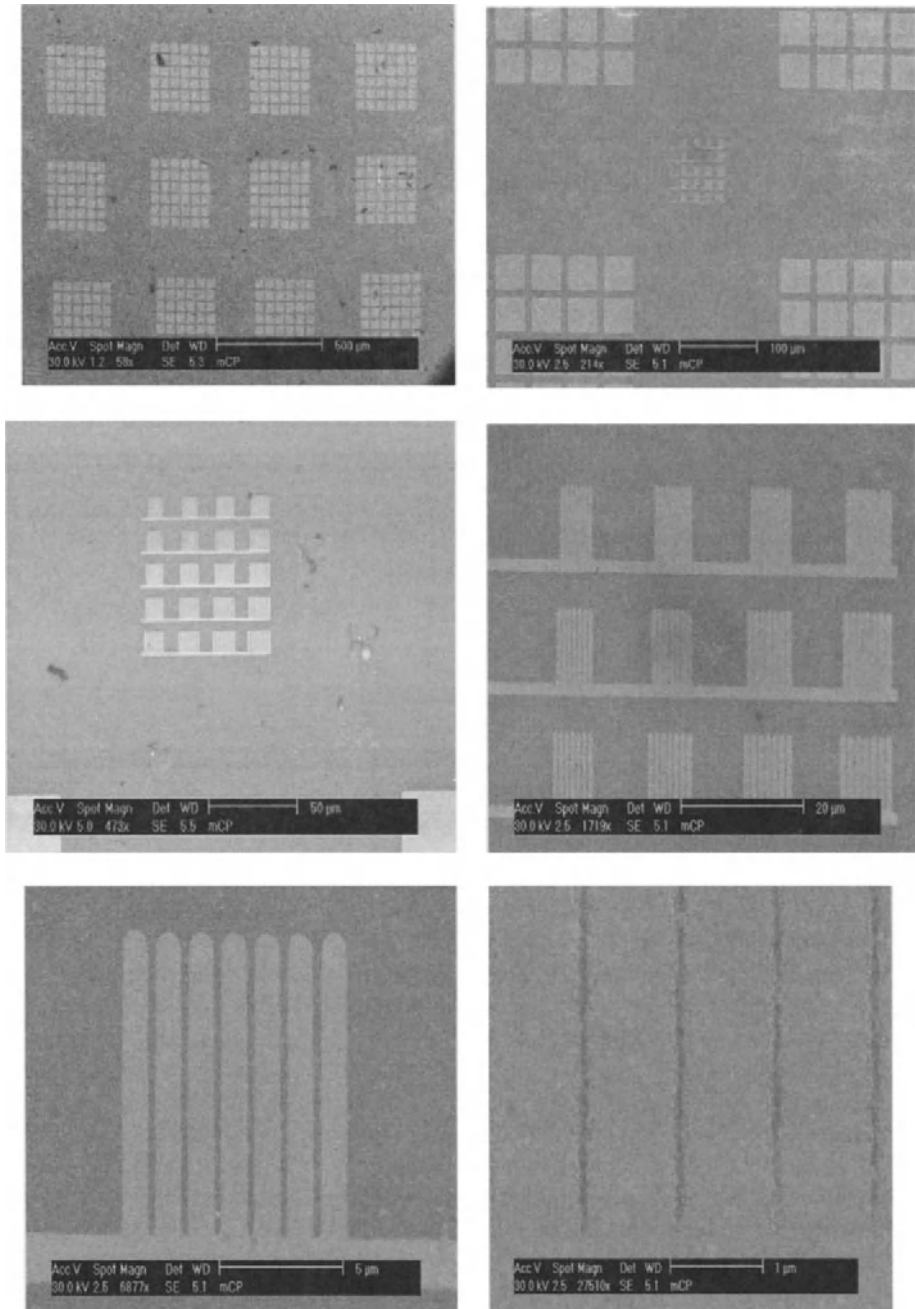 Acc.V Spot Magn Det WD 500 µm
30.0 kV 1.2 58x SE 5.3 mCP
Acc.V Spot Magn Det WD 100 µm
30.0 kV 2.5 214x SE 5.1 mCP
Acc.V Spot Magn Det WD 50 µm
30.0 kV 5.0 473x SE 5.5 mCP
Acc.V Spot Magn Det WD 20 µm
30.0 kV 2.5 1719x SE 5.1 mCP
Acc.V Spot Magn Det WD 5 µm
30.0 kV 2.5 6877x SE 5.1 mCP
Acc.V Spot Magn Det WD 1 µm
30.0 kV 2.5 27510x SE 5.1 mCP